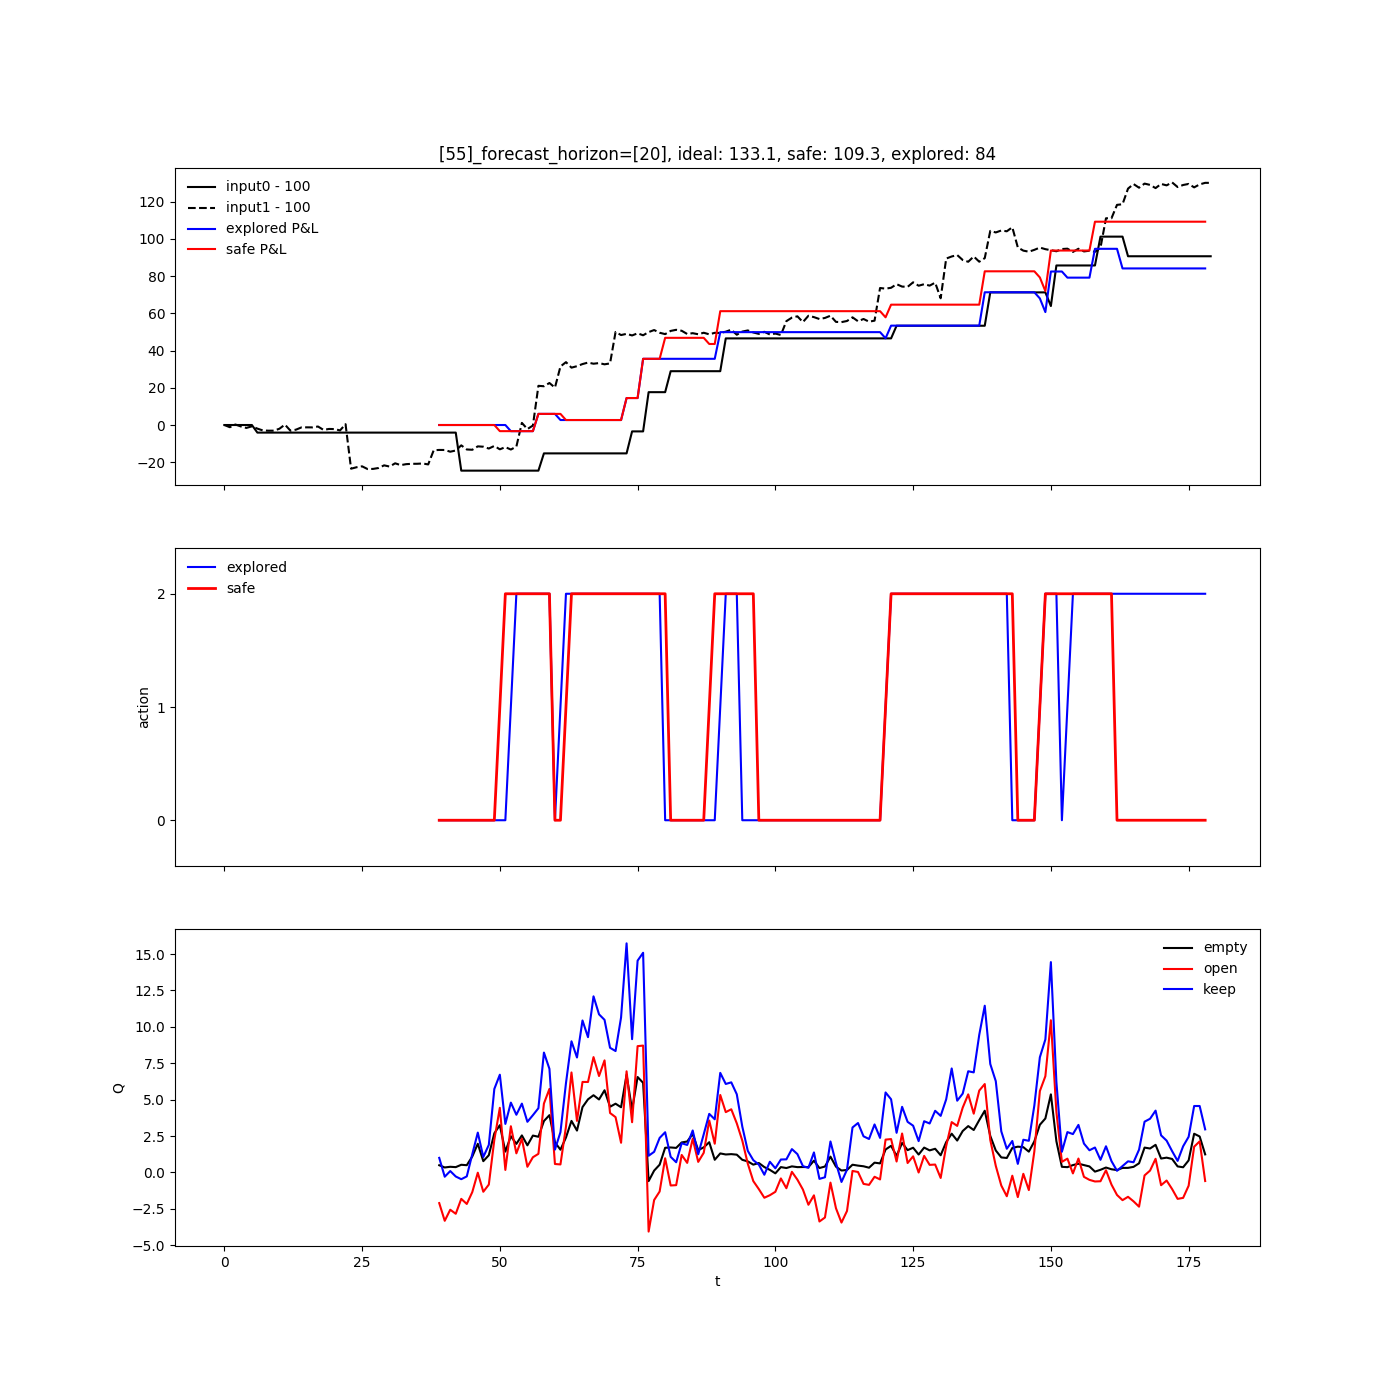 [55]_forecast_horizon=[20], ideal: 133.1, safe: 109.3, explored: 84
input0 - 100
input1 - 100
explored P&L
safe P&L
120
100
80
60
40
20
0
−20
explored
safe
2
1
0
action
empty
open
keep
15.0
12.5
10.0
7.5
5.0
2.5
0.0
−2.5
−5.0
Q
0 25 50 75 100 125 150 175
t